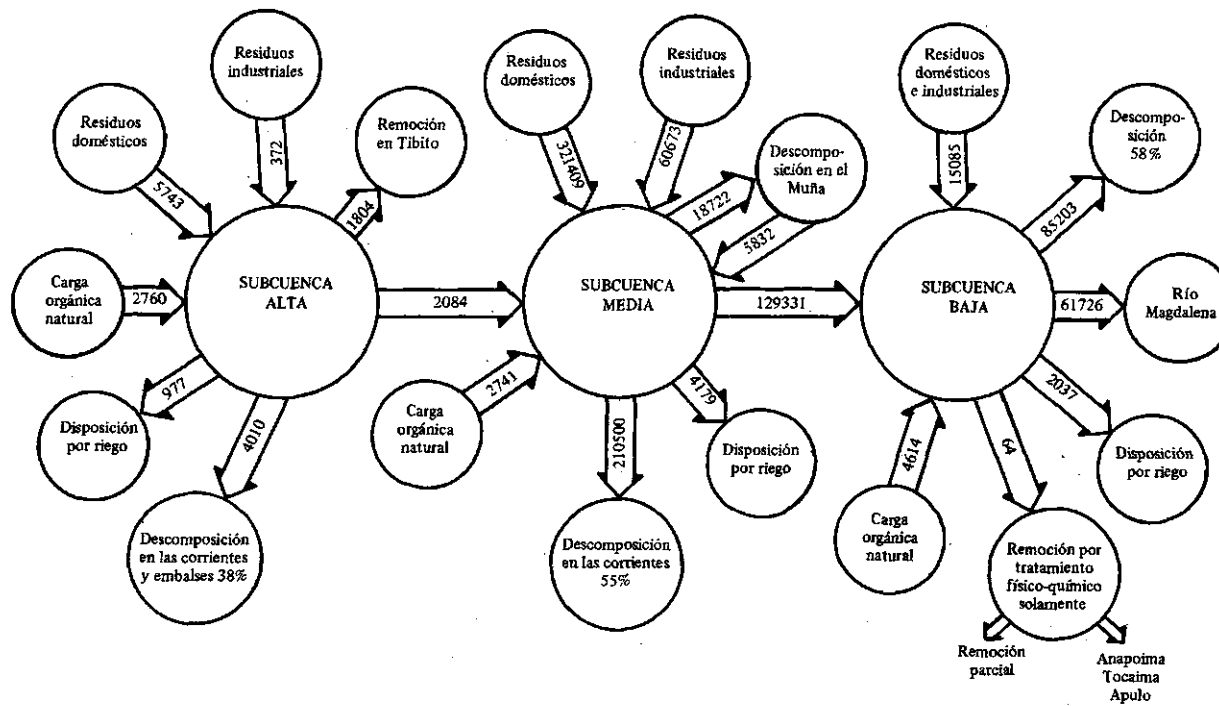 Residuos
industriales
372
Residuos
domésticos
5743
Remoción
en Tibito
1804
Carga
orgánica
natural
2760
SUBCUENCA
ALTA
977
Disposición
por riego
4010
Descomposición
en las corrientes
y embalses 38%
2084
Residuos
domésticos
321409
Residuos
industriales
60673
Descompo-
sición en el
Muña
18722
5832
SUBCUENCA
MEDIA
2741
Carga
orgánica
natural
210500
Descomposición
en las corrientes
55%
4179
Disposición
por riego
129331
Residuos
domésticos
e industriales
15085
Descompo-
sición
58%
85203
SUBCUENCA
BAJA
61726
Río
Magdalena
2037
Disposición
por riego
4614
Carga
orgánica
natural
64
Remoción por
tratamiento
físico-químico
solamente
Remoción
parcial
Anapoima
Tocaima
Apulo